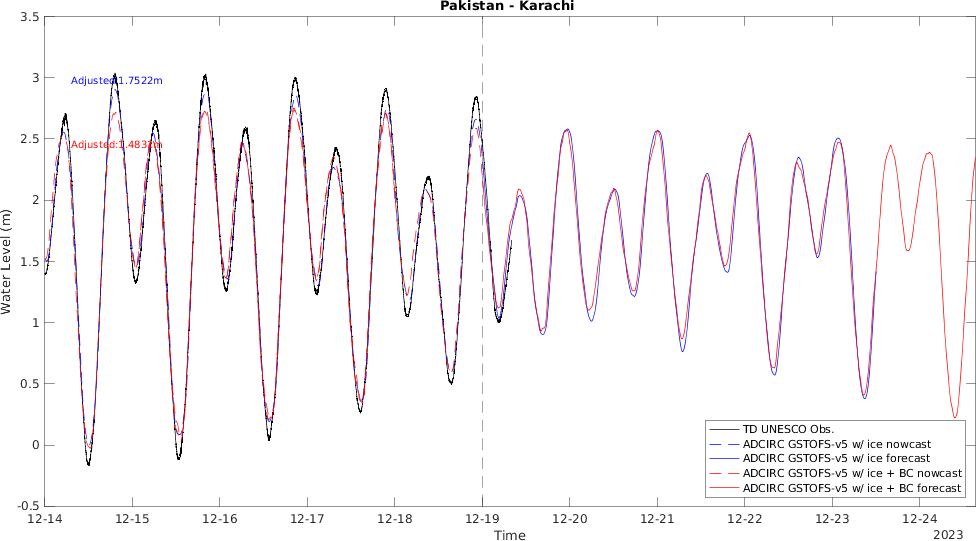 Pakistan - Karachi
3.5
3
2.5
2
1.5
1
0.5
0
-0.5
Water Level (m)
Adjusted:1.7522m
Adjusted:1.4832m
TD UNESCO Obs.
ADCIRC GSTOFS-v5 w/ ice nowcast
ADCIRC GSTOFS-v5 w/ ice forecast
ADCIRC GSTOFS-v5 w/ ice + BC nowcast
ADCIRC GSTOFS-v5 w/ ice + BC forecast
12-14 12-15 12-16 12-17 12-18 12-19 12-20 12-21 12-22 12-23 12-24
Time
2023